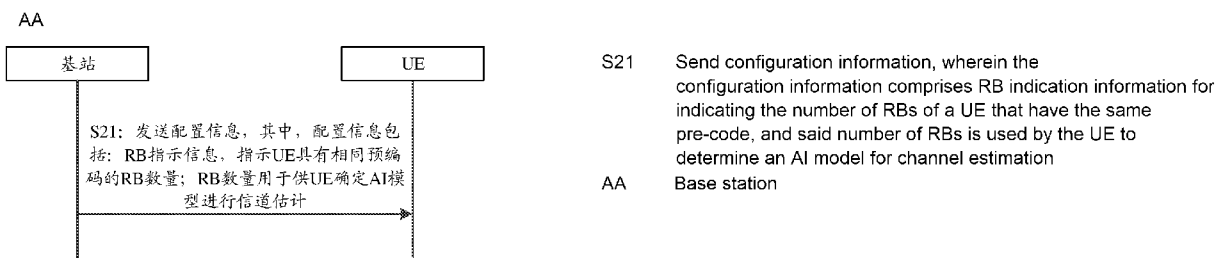 AA
基站
UE
S21：发送配置信息，其中，配置信息包
括：RB指示信息，指示UE具有相同预编
码的RB数量；RB数量用于供UE确定AI模
型进行信道估计
S21 Send configuration information, wherein the
configuration information comprises RB indication information for
indicating the number of RBs of a UE that have the same
pre-code, and said number of RBs is used by the UE to
determine an AI model for channel estimation
AA Base station